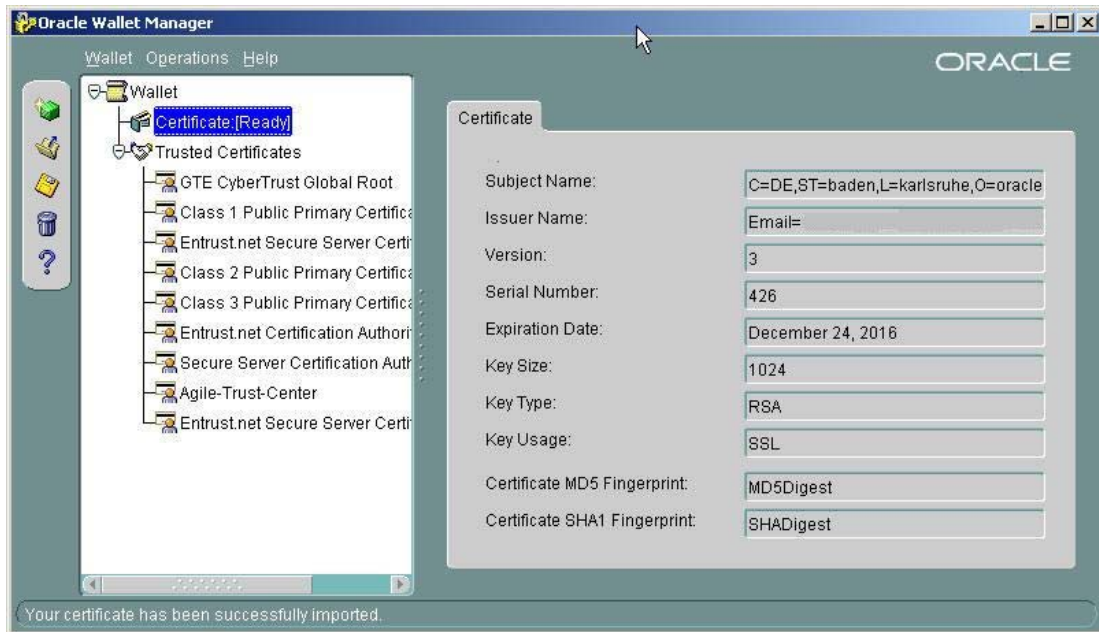 Oracle Wallet Manager
Wallet Operations Help
ORACLE
Wallet
Certificate:[Ready]
Trusted Certificates
GTE CyberTrust Global Root
Class 1 Public Primary Certifica
Entrust.net Secure Server Certi
Class 2 Public Primary Certifica
Class 3 Public Primary Certifica
Entrust.net Certification Authori
Secure Server Certification Auth
Agile-Trust-Center
Entrust.net Secure Server Certi
Certificate
Subject Name: C=DE,ST=baden,L=karlsruhe,O=oracle
Issuer Name: Email=
Version: 3
Serial Number: 426
Expiration Date: December 24, 2016
Key Size: 1024
Key Type: RSA
Key Usage: SSL
Certificate MD5 Fingerprint: MD5Digest
Certificate SHA1 Fingerprint: SHADigest
Your certificate has been successfully imported.